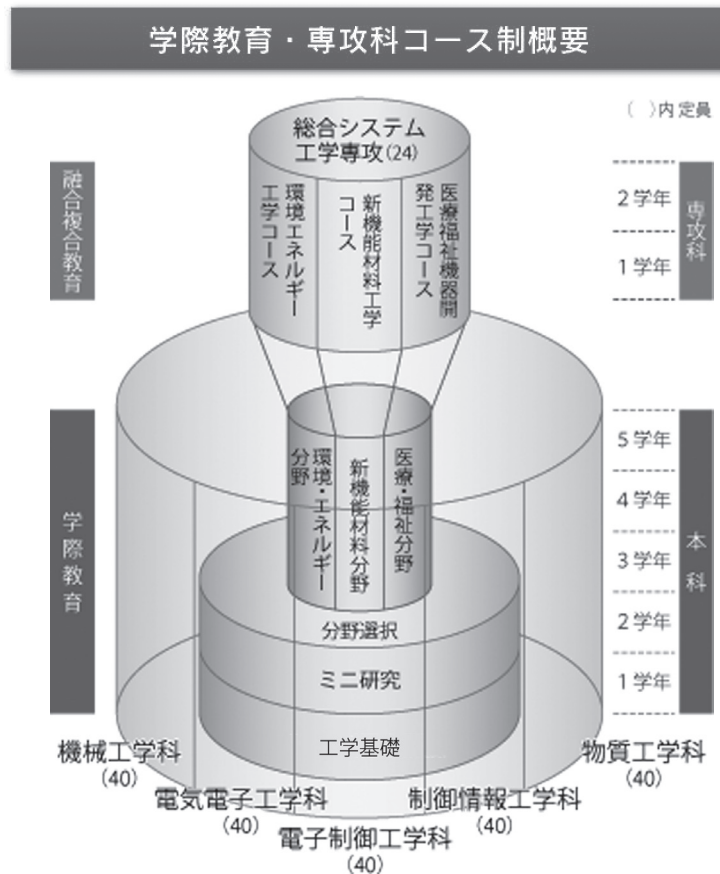 学際教育・専攻科コース制概要
( )内 定員
総合システム
工学専攻(24)
環境エネルギー
工学コース
新機能材料工学
コース
医療福祉機器開
発工学コース
融合複合教育
2学年
1学年
専攻科
環境・エネルギー
分野
新機能材料分野
医療・福祉分野
学際教育
5学年
4学年
3学年
2学年
1学年
本科
分野選択
ミニ研究
工学基礎
機械工学科
(40)
電気電子工学科
(40)
電子制御工学科
(40)
制御情報工学科
(40)
物質工学科
(40)